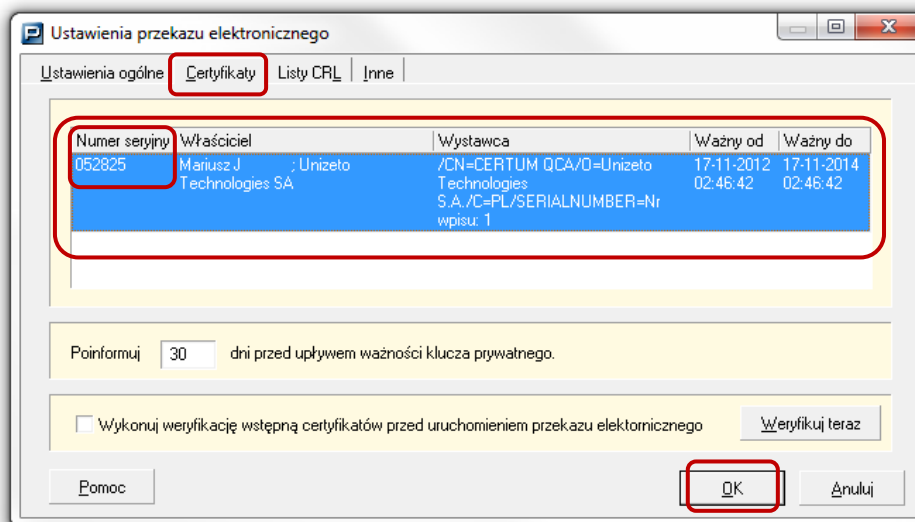 Ustawienia przekazu elektronicznego
Ustawienia ogólne Certyfikaty Listy CRL Inne
Numer seryjny Właściciel Wystawca Ważny od Ważny do
052825 Mariusz J ; Unizeto /CN=CERTUM QCA/O=Unizeto 17-11-2012 17-11-2014
Technologies SA Technologies 02:46:42 02:46:42
S.A./C=PL/SERIALNUMBER=Nr
wpisu: 1
Poinformuj 30 dni przed upływem ważności klucza prywatnego.
Wykonuj weryfikację wstępną certyfikatów przed uruchomieniem przekazu elektornicznego Weryfikuj teraz
Pomoc OK Anuluj